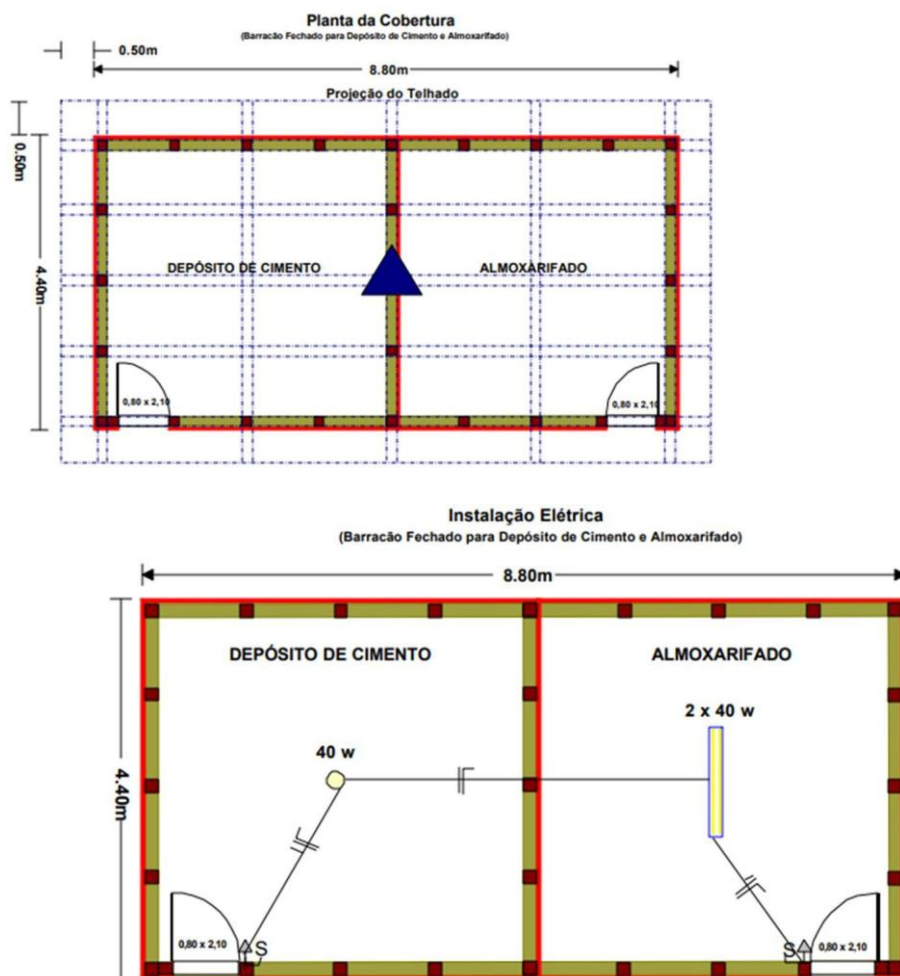 Planta da Cobertura
(Barracão Fechado para Depósito de Cimento e Almoxarifado)
0.50m
8.80m
Projeção do Telhado
0.50m
4.40m
DEPÓSITO DE CIMENTO
ALMOXARIFADO
0,80 x 2,10
0,80 x 2,10
Instalação Elétrica
(Barracão Fechado para Depósito de Cimento e Almoxarifado)
8.80m
4.40m
DEPÓSITO DE CIMENTO
ALMOXARIFADO
2 x 40 w
40 w
0,80 x 2,10
S
S
0,80 x 2,10